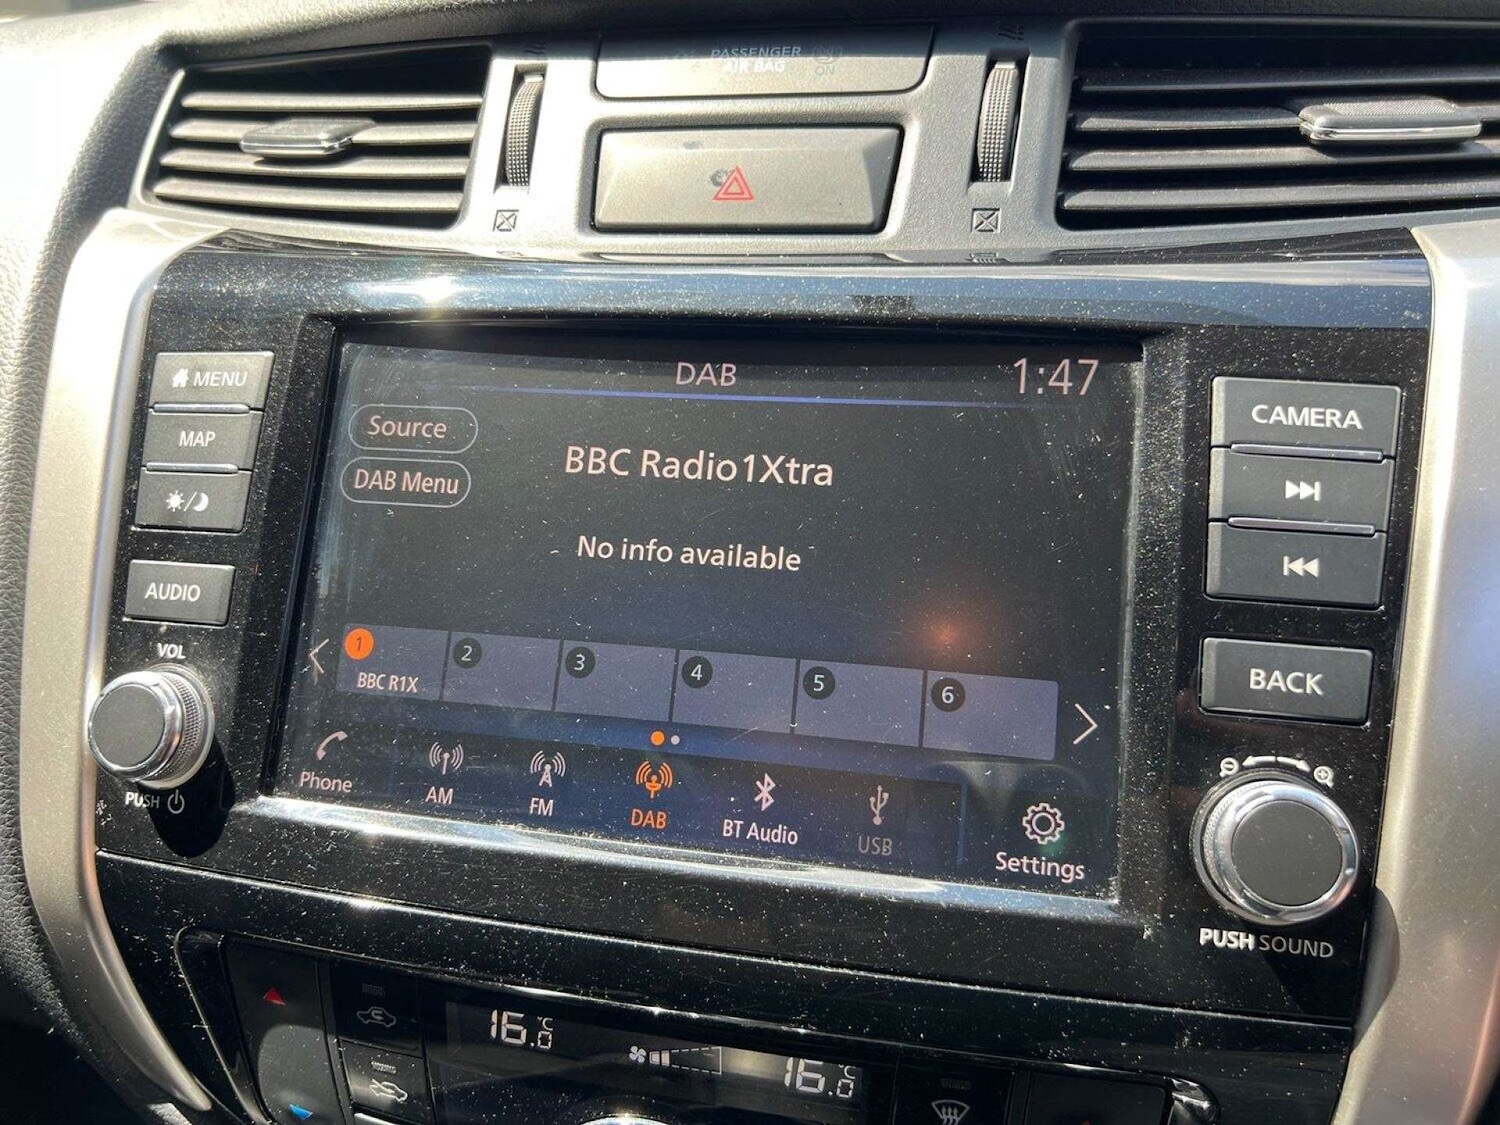 PASSENGER
AIR BAG
ON
DAB
1:47
MENU
MAP
AUDIO
VOL
PUSH
Source
DAB Menu
BBC Radio1Xtra
No info available
1
BBC R1X
2
3
4
5
6
Phone
AM
FM
DAB
BT Audio
USB
Settings
CAMERA
BACK
PUSH SOUND
16.0°C
16.0°C